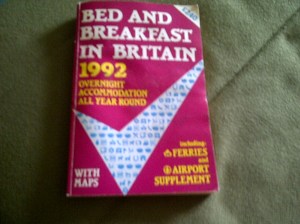 BED AND
BREAKFAST
IN BRITAIN
1992
OVERNIGHT
ACCOMMODATION
ALL YEAR ROUND
including:
FERRIES
and
AIRPORT
SUPPLEMENT
WITH
MAPS